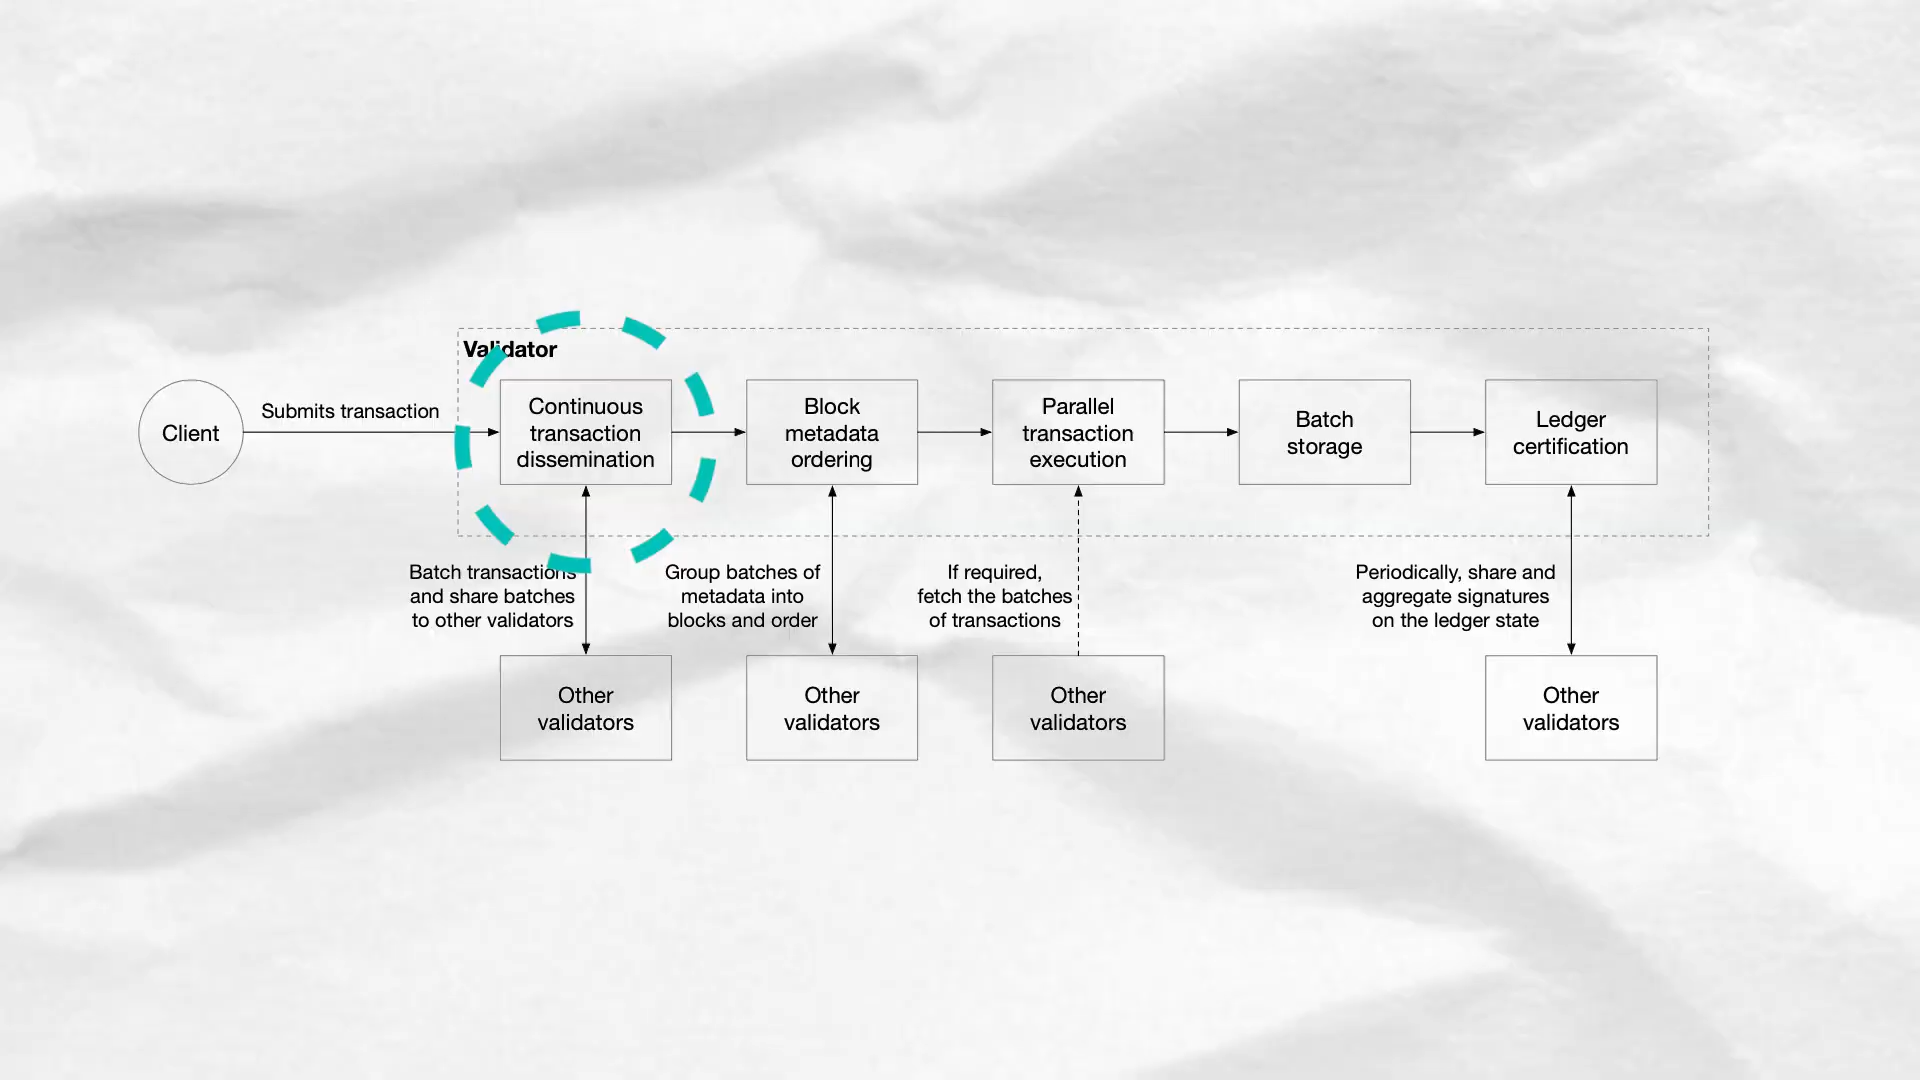 Validator
Client
Submits transaction
Continuous
transaction
dissemination
Block
metadata
ordering
Parallel
transaction
execution
Batch
storage
Ledger
certification
Batch transactions
and share batches
to other validators
Group batches of
metadata into
blocks and order
If required,
fetch the batches
of transactions
Periodically, share and
aggregate signatures
on the ledger state
Other
validators
Other
validators
Other
validators
Other
validators